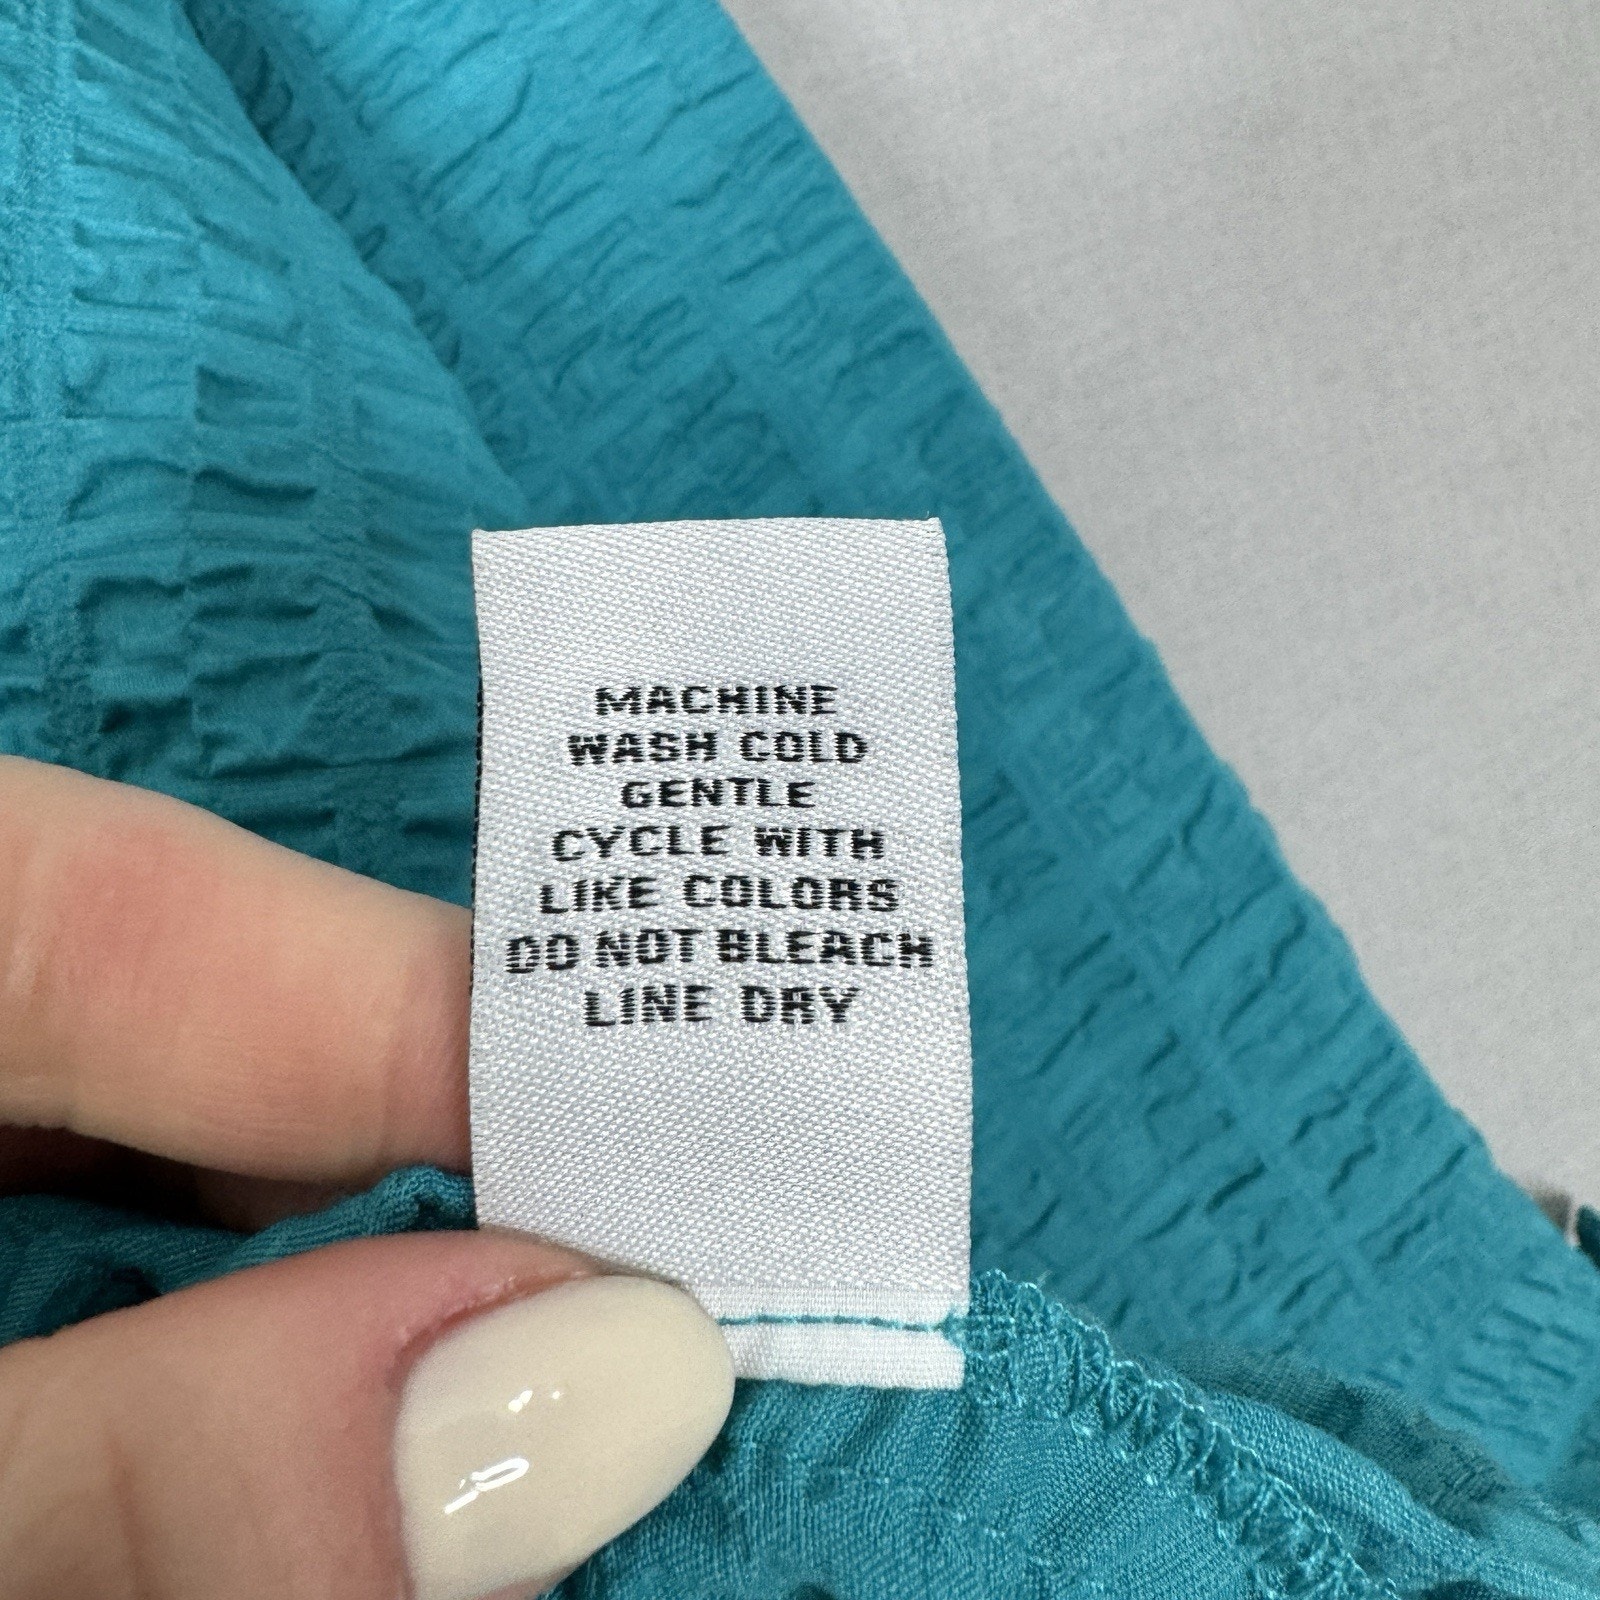 MACHINE
WASH COLD
GENTLE
CYCLE WITH
LIKE COLORS
DO NOT BLEACH
LINE DRY